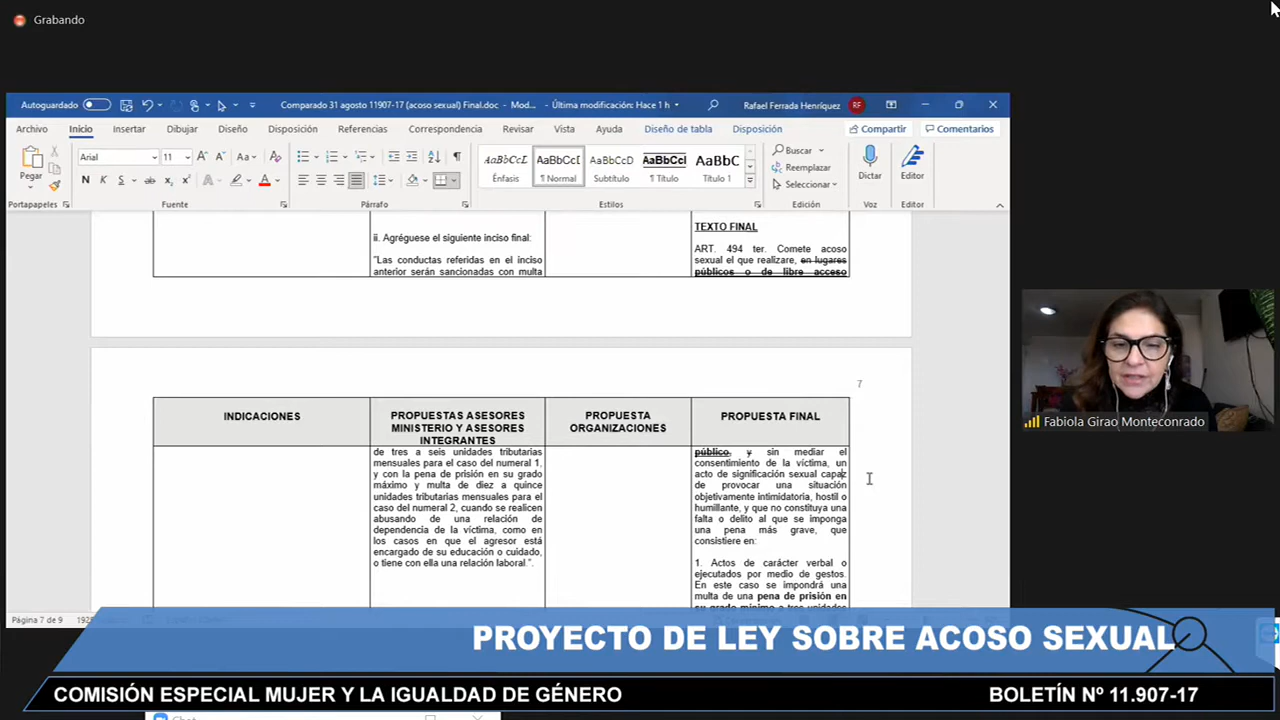 Grabando
Autoguardado
Comparado 31 agosto 11907-17 (acoso sexual) Final.doc - Mod... - Última modificación: Hace 1 h
Rafael Ferrada Henríquez
RF
Archivo Inicio Insertar Dibujar Diseño Disposición Referencias Correspondencia Revisar Vista Ayuda Diseño de tabla Disposición
Compartir
Comentarios
Pegar
Arial
11
Aa
N K S ab x₂ x²
AaBbCcL AaBbCcI AaBbCcD AaBbCcI AaBbC
Énfasis ¶ Normal Subtítulo ¶ Título Título 1
Buscar
Reemplazar
Seleccionar
Dictar
Editor
Portapapeles Fuente Párrafo Estilos Edición Voz Editor
ii. Agréguese el siguiente inciso final:
"Las conductas referidas en el inciso
anterior serán sancionadas con multa
TEXTO FINAL
ART. 494 ter. Comete acoso
sexual el que realizare, en lugares
públicos o de libre acceso
7
INDICACIONES
PROPUESTAS ASESORES
MINISTERIO Y ASESORES
INTEGRANTES
PROPUESTA
ORGANIZACIONES
PROPUESTA FINAL
de tres a seis unidades tributarias
mensuales para el caso del numeral 1,
y con la pena de prisión en su grado
máximo y multa de diez a quince
unidades tributarias mensuales para el
caso del numeral 2, cuando se realicen
abusando de una relación de
dependencia de la víctima, como en
los casos en que el agresor está
encargado de su educación o cuidado,
o tiene con ella una relación laboral.".
público, y sin mediar el
consentimiento de la víctima, un
acto de significación sexual capaz
de provocar una situación
objetivamente intimidatoria, hostil o
humillante, y que no constituya una
falta o delito al que se imponga
una pena más grave, que
consistiere en:
1. Actos de carácter verbal o
ejecutados por medio de gestos.
En este caso se impondrá una
multa de una pena de prisión en
su grado mínimo a tres unidades
Página 7 de 9
Fabiola Girao Monteconrado
PROYECTO DE LEY SOBRE ACOSO SEXUAL
COMISIÓN ESPECIAL MUJER Y LA IGUALDAD DE GÉNERO
BOLETÍN Nº 11.907-17